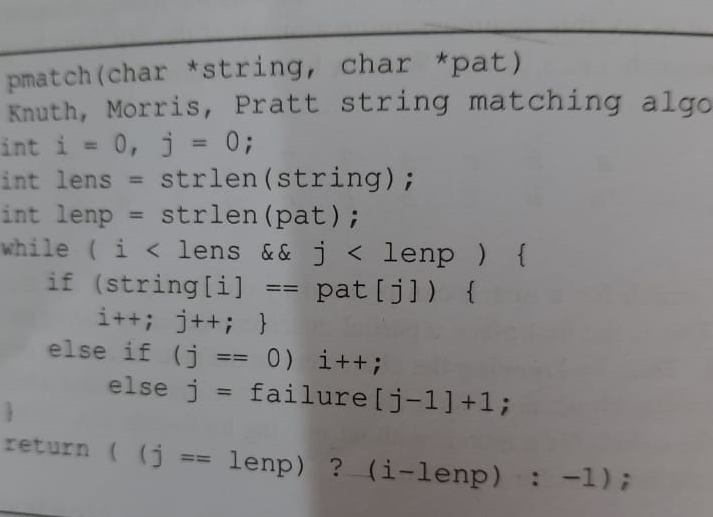 pmatch(char *string, char *pat)
Knuth, Morris, Pratt string matching algo
int i = 0, j = 0;
int lens = strlen(string);
int lenp = strlen(pat);
while ( i < lens && j < lenp ) {
if (string[i] == pat[j]) {
i++; j++; }
else if (j == 0) i++;
else j = failure[j-1]+1;
}
return ( (j == lenp) ? (i-lenp) : -1);